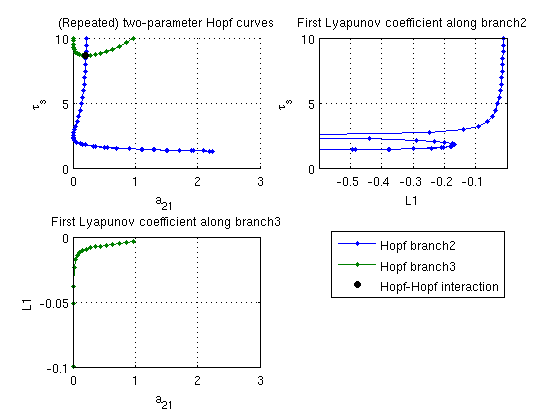 (Repeated) two-parameter Hopf curves
10
5
0
τs
0
1
2
3
a21
First Lyapunov coefficient along branch2
10
5
0
τs
-0.5
-0.4
-0.3
-0.2
-0.1
L1
First Lyapunov coefficient along branch3
0
-0.05
-0.1
L1
0
1
2
3
a21
Hopf branch2
Hopf branch3
Hopf-Hopf interaction